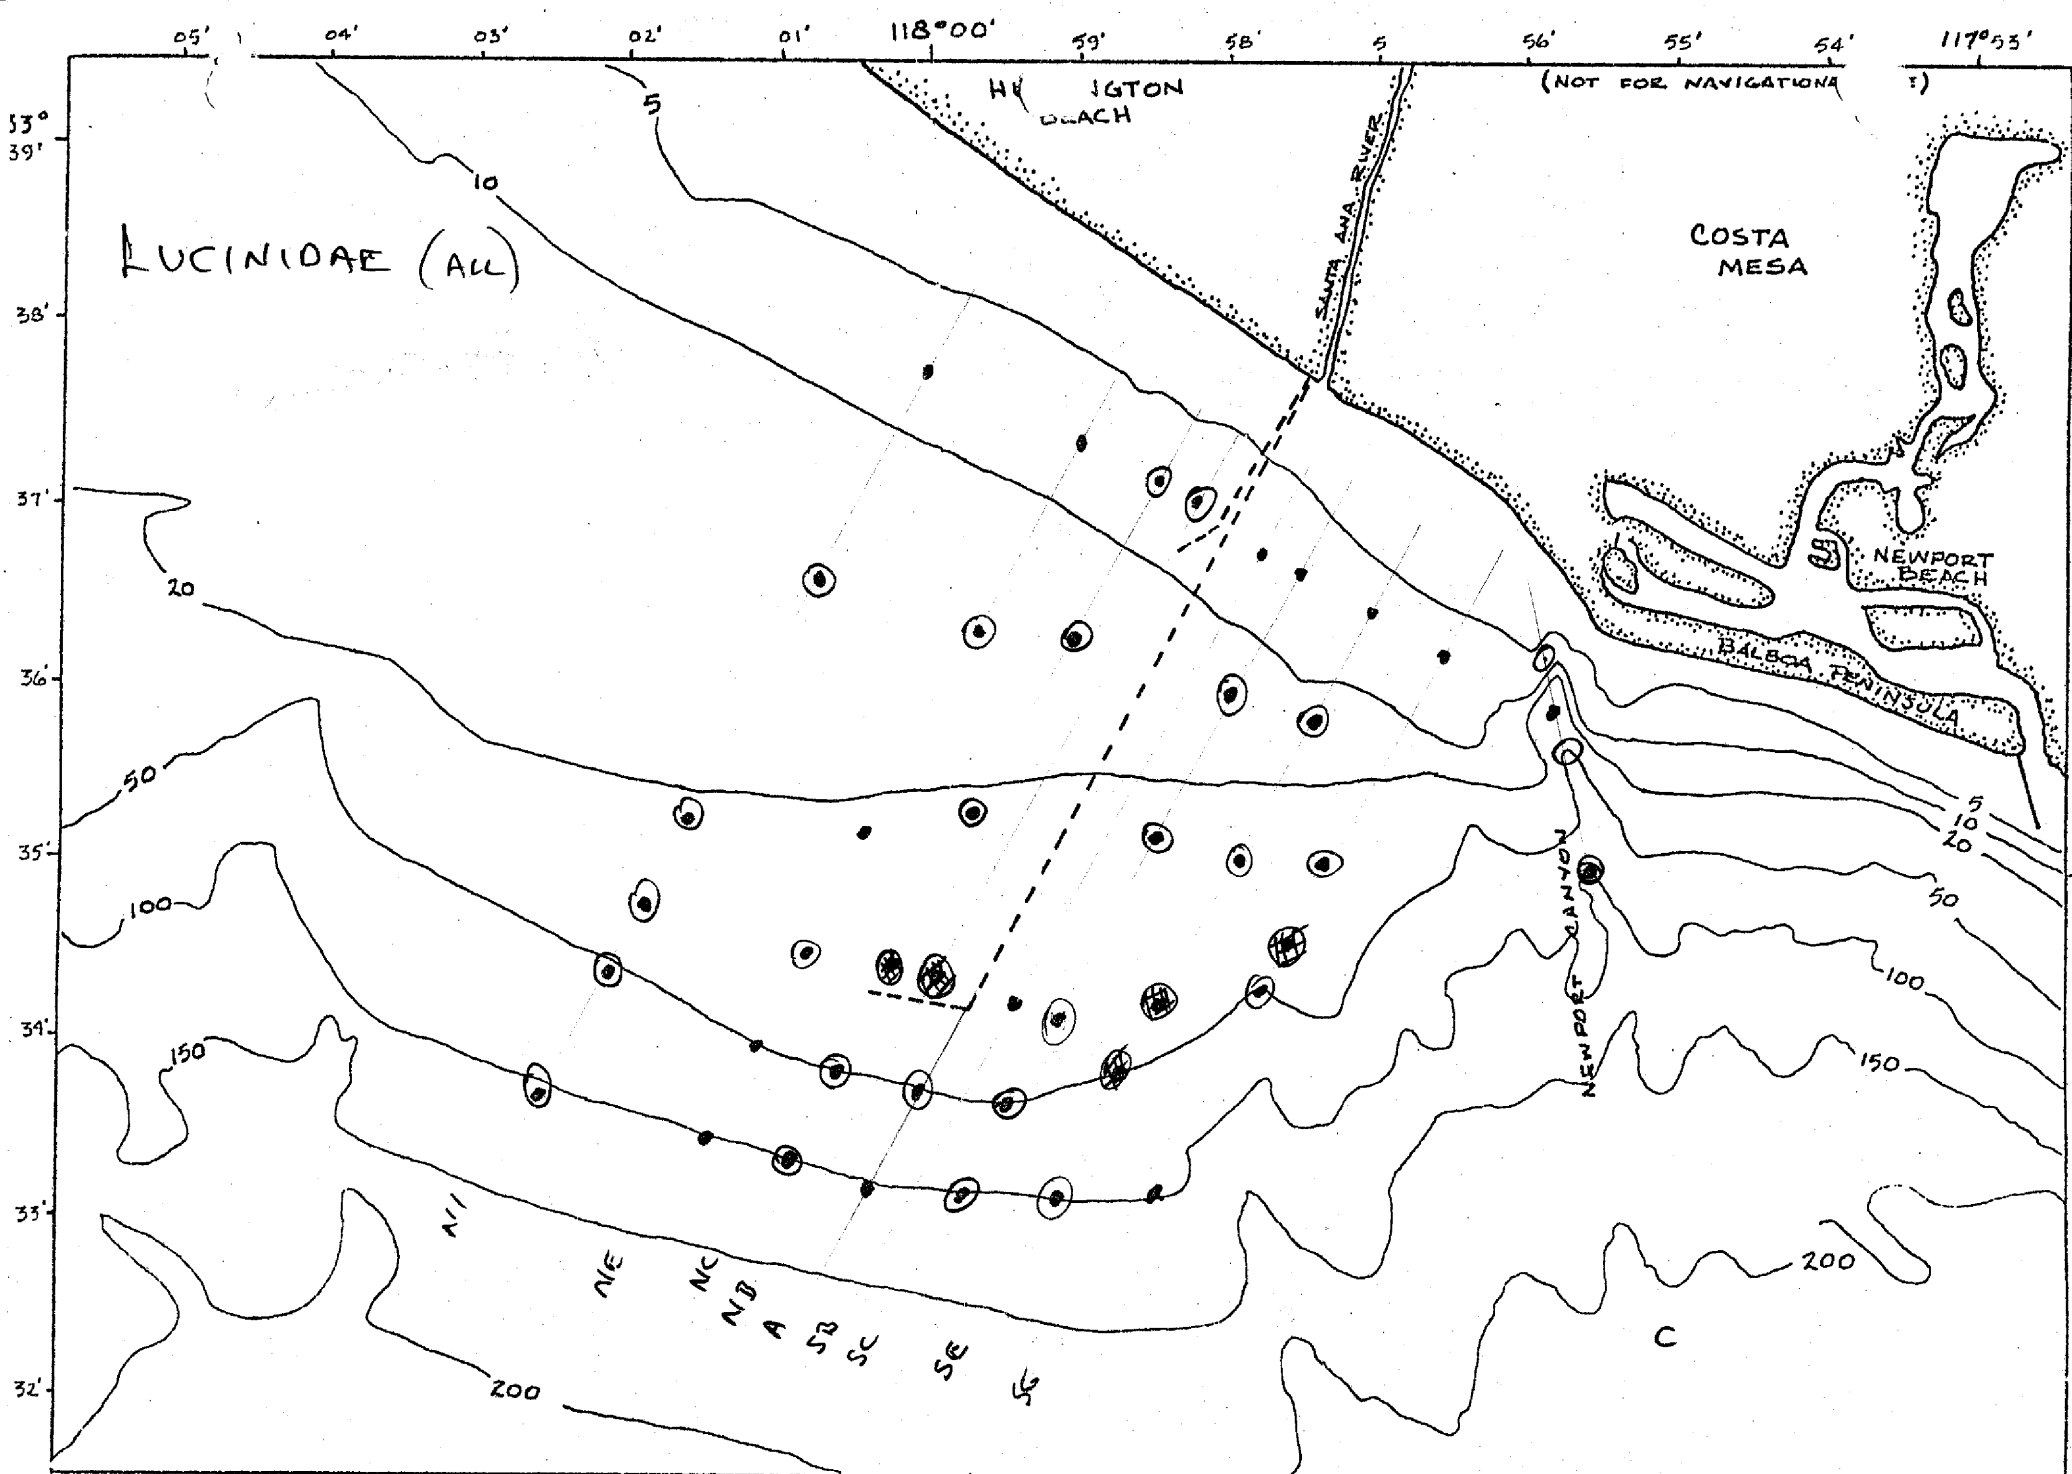 05' 04' 03' 02' 01' 118°00' 59' 58' 5 56' 55' 54' 117°53'
(NOT FOR NAVIGATIONA
53°
39'
38'
37'
36'
35'
34'
33'
32'
LUCINIDAE (ALL)
SANTA ANA RIVER
COSTA
MESA
NEWPORT
BEACH
BALBOA PENINSULA
NEWPORT CANYON
5
10
20
50
100
150
200
5
10
20
50
100
150
200
NE
NC
NB
A
SB
SC
SE
C